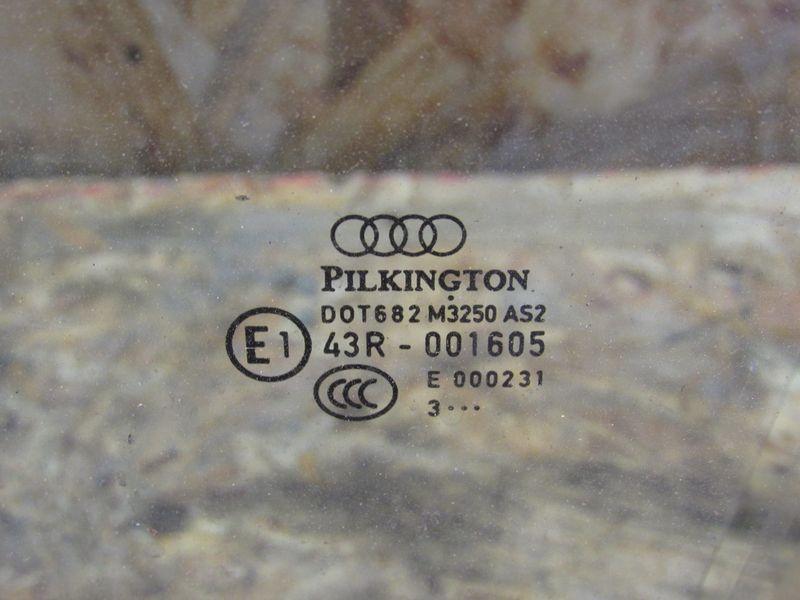 PILKINGTON
DOT682 M3250 AS2
E1 43R - 001605
CCC E 000231
3...